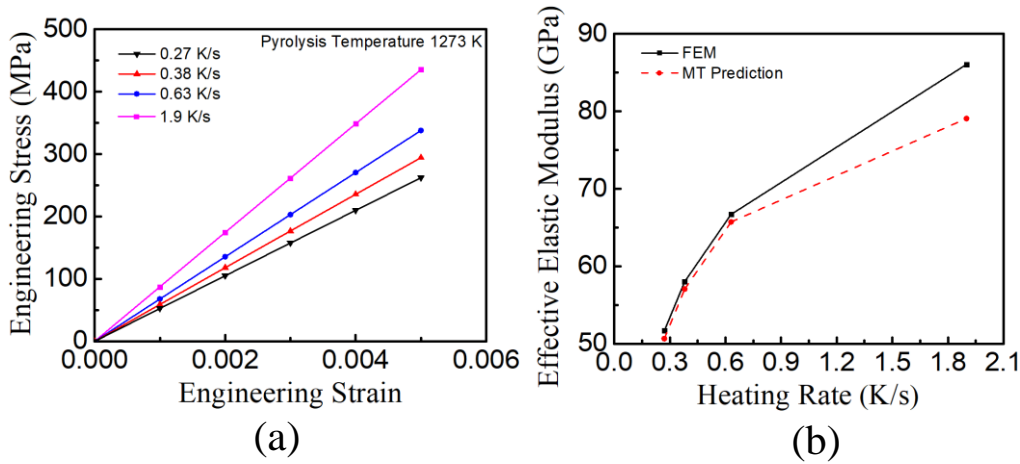 Engineering Stress (MPa)
500
400
300
200
100
0
0.000
0.002
0.004
0.006
Engineering Strain
Pyrolysis Temperature 1273 K
0.27 K/s
0.38 K/s
0.63 K/s
1.9 K/s
(a)
Effective Elastic Modulus (GPa)
90
80
70
60
50
0.0
0.3
0.6
0.9
1.2
1.5
1.8
2.1
Heating Rate (K/s)
FEM
MT Prediction
(b)